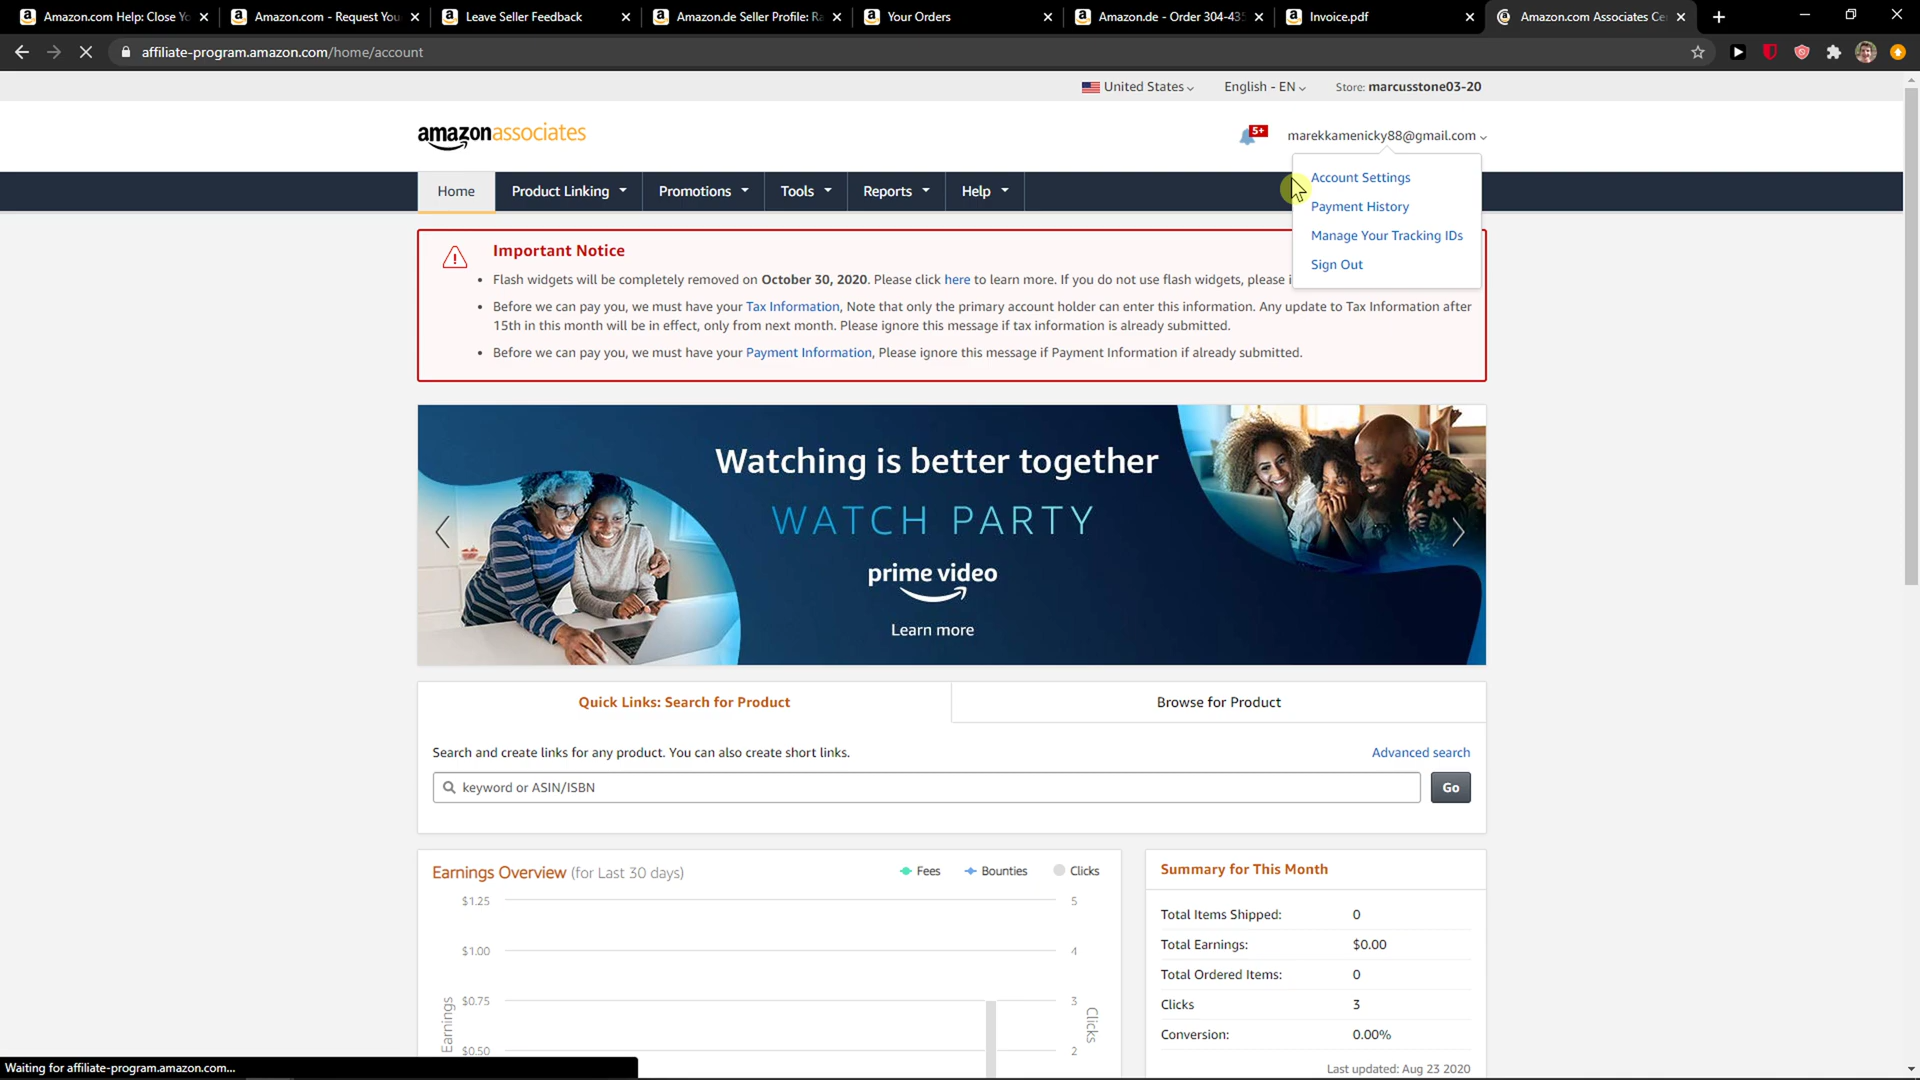 Amazon.com Help: Close Yo
Amazon.com - Request You
Leave Seller Feedback
Amazon.de Seller Profile: Ra
Your Orders
Amazon.de - Order 304-435
Invoice.pdf
Amazon.com Associates Ce
affiliate-program.amazon.com/home/account
United States
English - EN
Store: marcusstone03-20
amazonassociates
5+
marekkamenicky88@gmail.com
Account Settings
Payment History
Manage Your Tracking IDs
Sign Out
Home
Product Linking
Promotions
Tools
Reports
Help
Important Notice
• Flash widgets will be completely removed on October 30, 2020. Please click here to learn more. If you do not use flash widgets, please i
• Before we can pay you, we must have your Tax Information, Note that only the primary account holder can enter this information. Any update to Tax Information after
15th in this month will be in effect, only from next month. Please ignore this message if tax information is already submitted.
• Before we can pay you, we must have your Payment Information, Please ignore this message if Payment Information if already submitted.
Watching is better together
WATCH PARTY
prime video
Learn more
Quick Links: Search for Product
Browse for Product
Search and create links for any product. You can also create short links.
Advanced search
keyword or ASIN/ISBN
Go
Earnings Overview (for Last 30 days)
Fees
Bounties
Clicks
$1.25
5
$1.00
4
$0.75
3
$0.50
2
Earnings
Clicks
Summary for This Month
Total Items Shipped: 0
Total Earnings: $0.00
Total Ordered Items: 0
Clicks 3
Conversion: 0.00%
Last updated: Aug 23 2020
Waiting for affiliate-program.amazon.com...